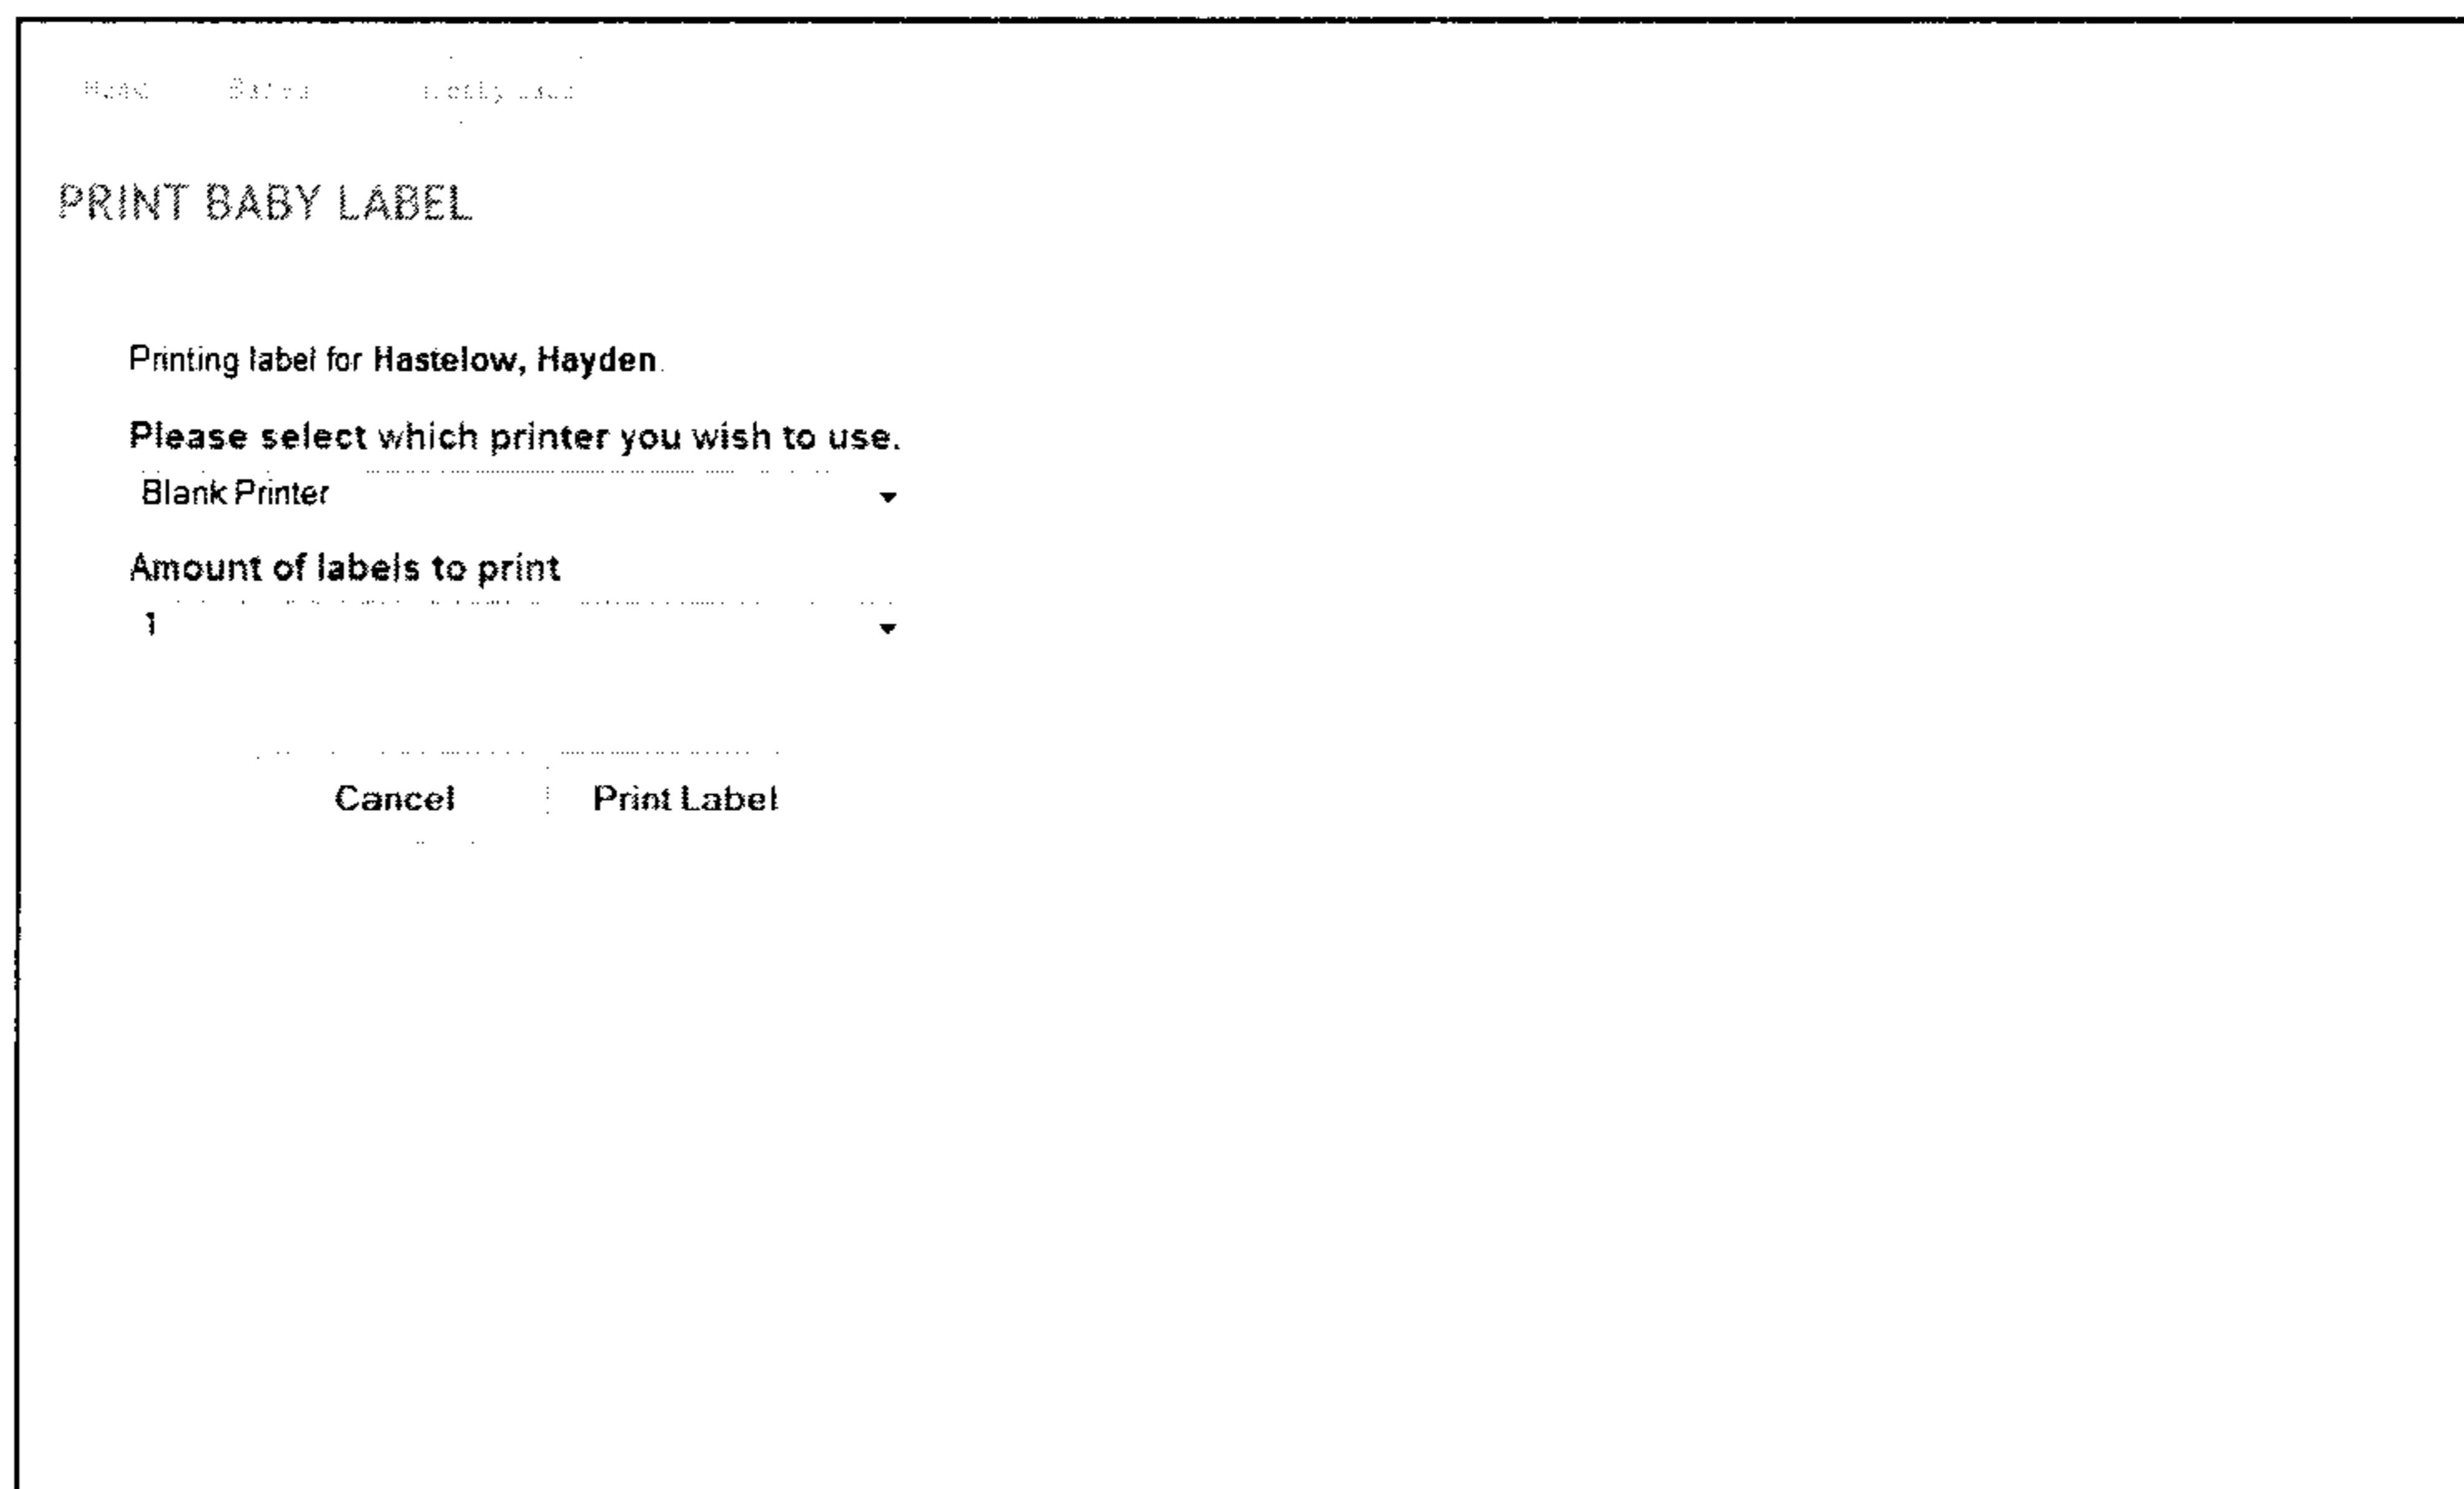 PRINT BABY LABEL
Printing label for Hastelow, Hayden.
Please select which printer you wish to use.
Blank Printer
Amount of labels to print
1
Cancel Print Label